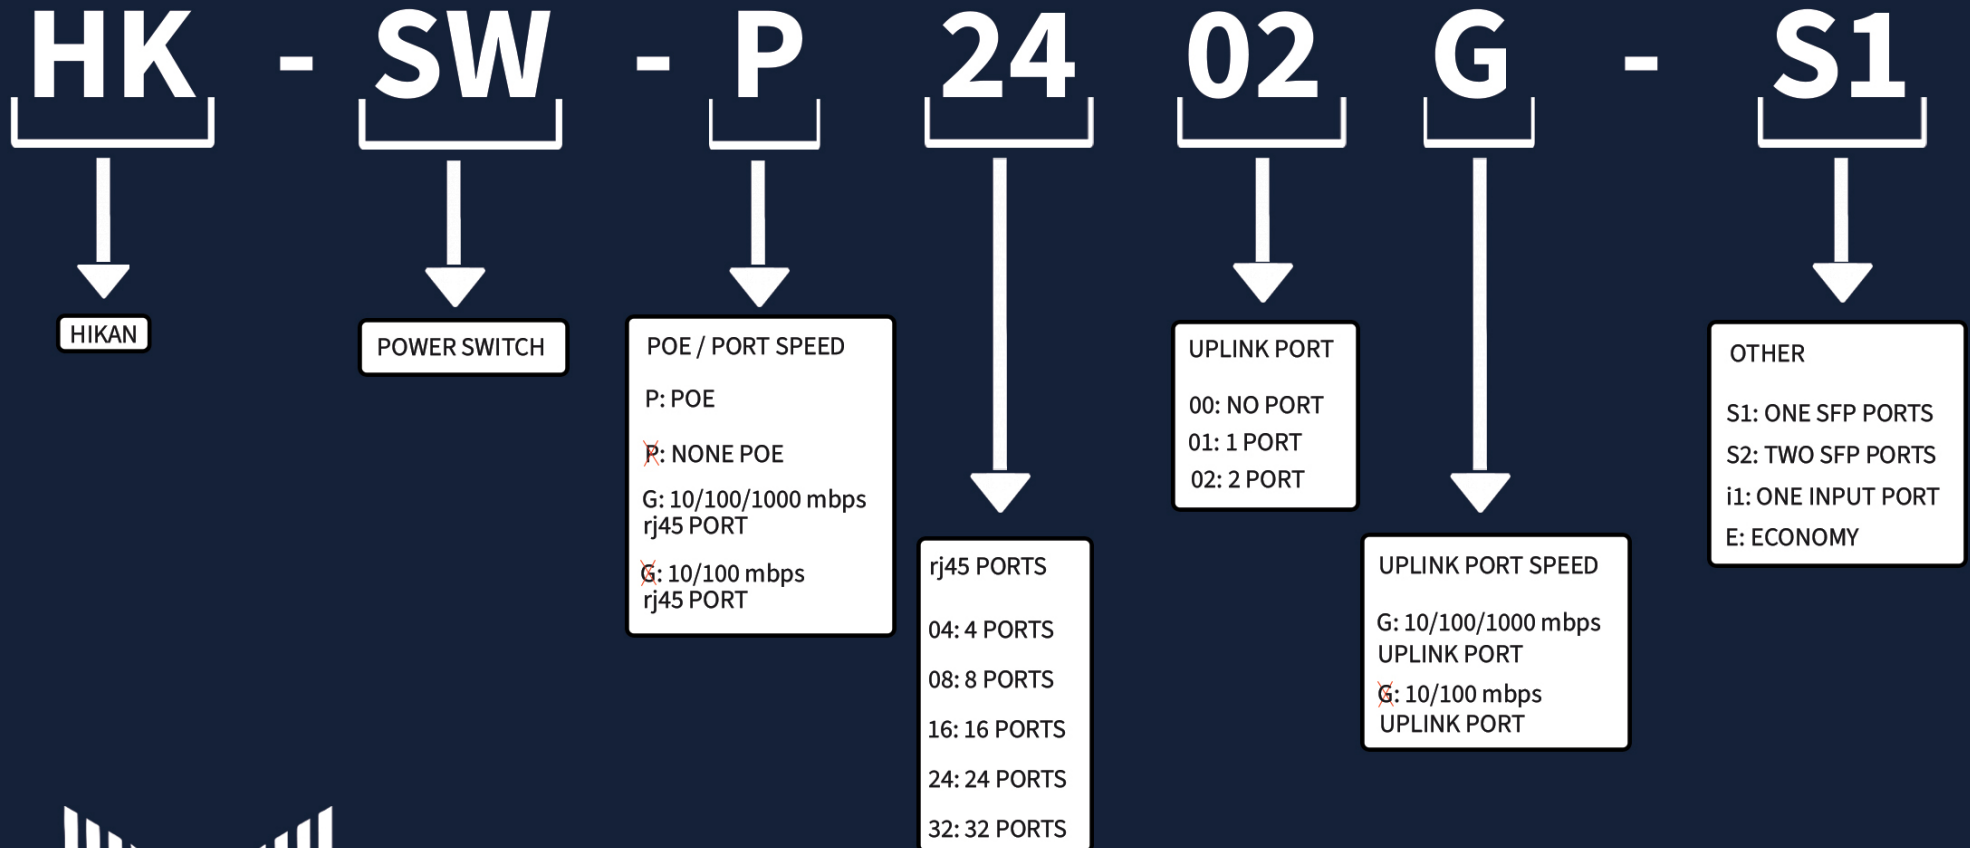 HK - SW - P 24 02 G - S1
HIKAN
POWER SWITCH
POE / PORT SPEED
P: POE
P: NONE POE
G: 10/100/1000 mbps
rj45 PORT
G: 10/100 mbps
rj45 PORT
rj45 PORTS
04: 4 PORTS
08: 8 PORTS
16: 16 PORTS
24: 24 PORTS
32: 32 PORTS
UPLINK PORT
00: NO PORT
01: 1 PORT
02: 2 PORT
UPLINK PORT SPEED
G: 10/100/1000 mbps
UPLINK PORT
G: 10/100 mbps
UPLINK PORT
OTHER
S1: ONE SFP PORTS
S2: TWO SFP PORTS
i1: ONE INPUT PORT
E: ECONOMY